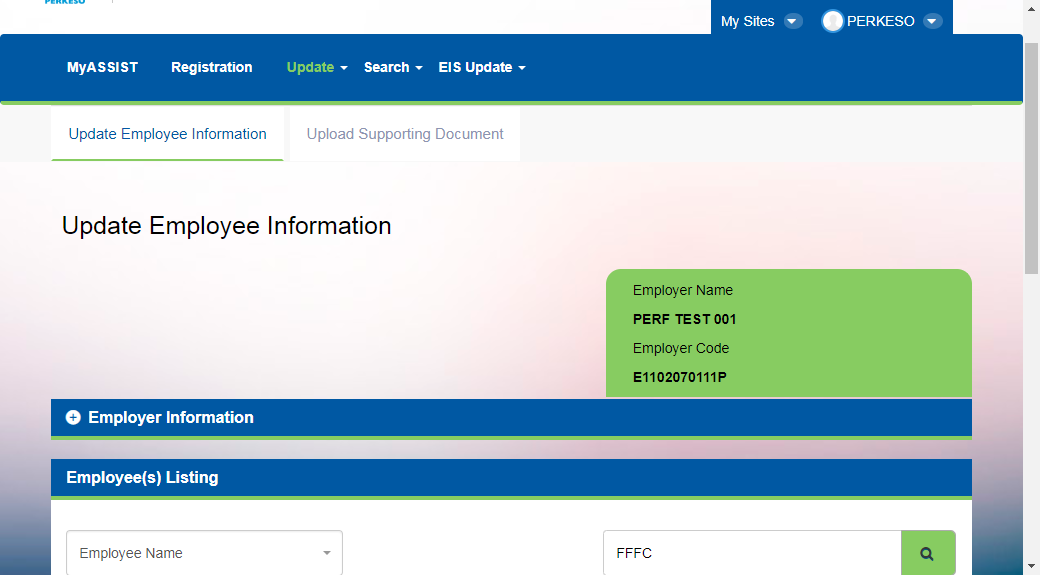 PERKESO
My Sites PERKESO
MyASSIST Registration Update Search EIS Update
Update Employee Information Upload Supporting Document
Update Employee Information
Employer Name
PERF TEST 001
Employer Code
E1102070111P
Employer Information
Employee(s) Listing
Employee Name FFFC